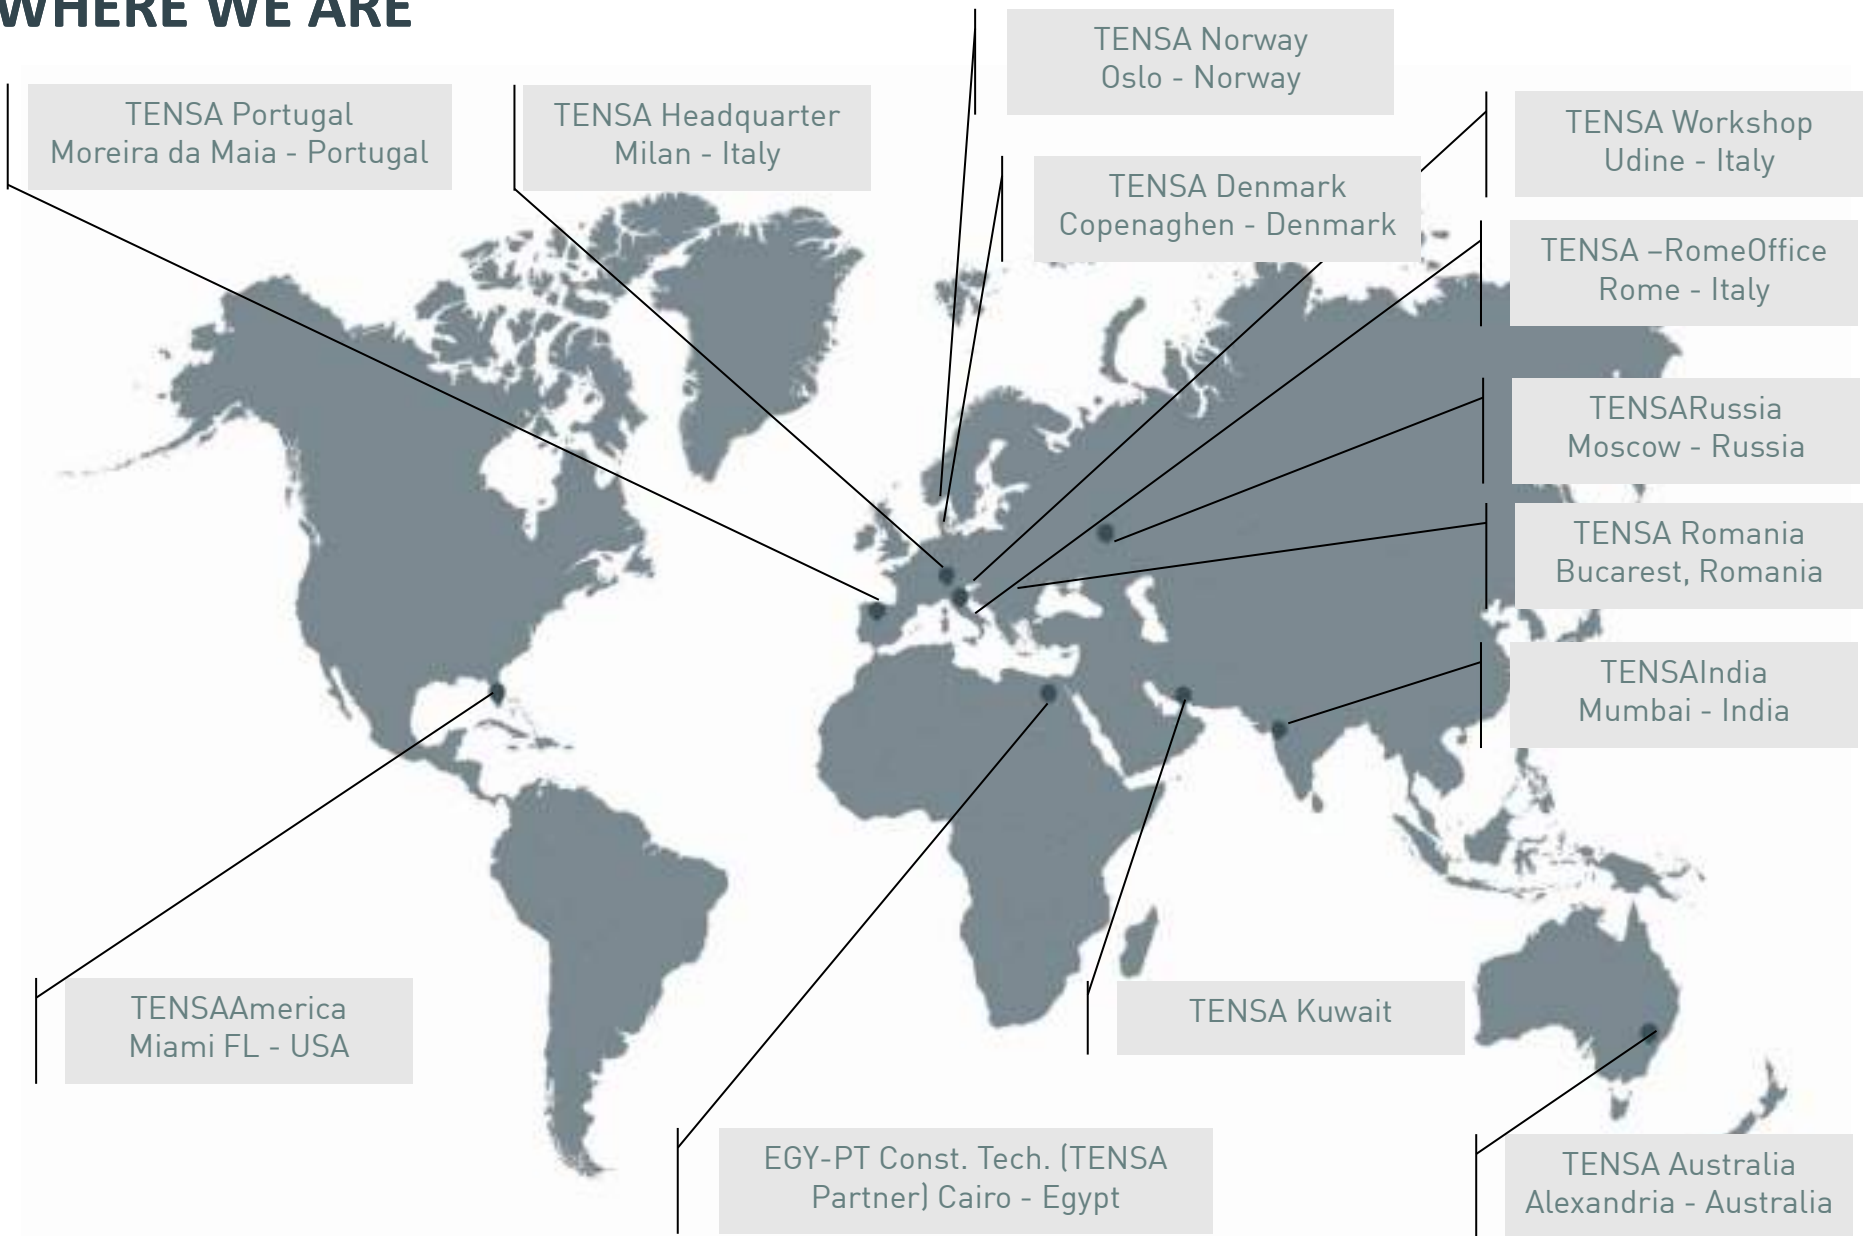 WHERE WE ARE
TENSA Norway
Oslo - Norway
TENSA Portugal
Moreira da Maia - Portugal
TENSA Headquarter
Milan - Italy
TENSA Workshop
Udine - Italy
TENSA Denmark
Copenaghen - Denmark
TENSA –RomeOffice
Rome - Italy
TENSARussia
Moscow - Russia
TENSA Romania
Bucarest, Romania
TENSAIndia
Mumbai - India
TENSAAmerica
Miami FL - USA
TENSA Kuwait
EGY-PT Const. Tech. (TENSA
Partner) Cairo - Egypt
TENSA Australia
Alexandria - Australia